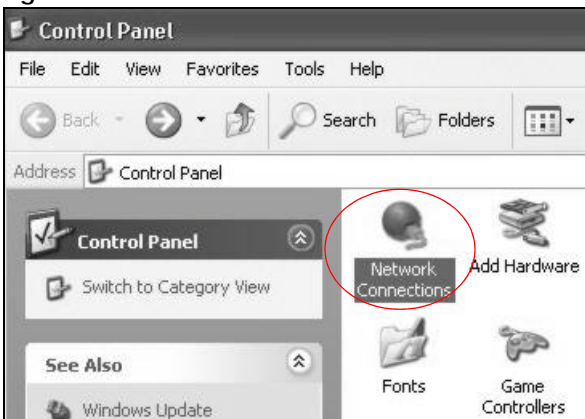 Control Panel
File Edit View Favorites Tools Help
Back Search Folders
Address Control Panel
Control Panel
Switch to Category View
See Also
Windows Update
Network
Connections
Add Hardware
Fonts
Game
Controllers